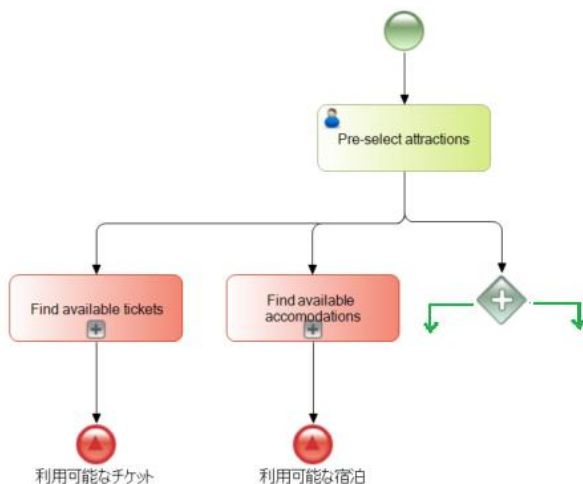 Pre-select attractions
Find available tickets
Find available
accomodations
利用可能なチケット
利用可能な宿泊